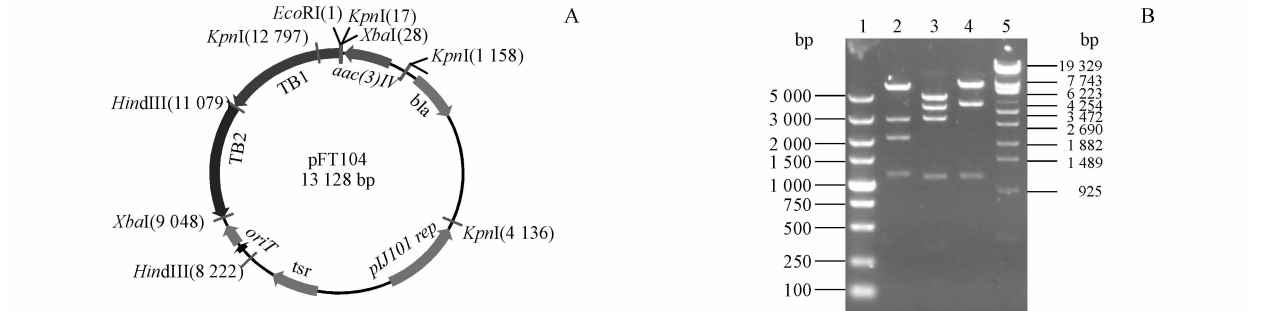 A
EcoRI(1)
KpnI(17)
XbaI(28)
KpnI(12 797)
KpnI(1 158)
aac(3)IV
TB1
bla
HindIII(11 079)
TB2
pFT104
13 128 bp
XbaI(9 048)
oriT
KpnI(4 136)
HindIII(8 222)
tsr
pIJ101 rep
B
1 2 3 4 5
bp
5 000
3 000
2 000
1 500
1 000
750
500
250
100
bp
19 329
7 743
6 223
4 254
3 472
2 690
1 882
1 489
925